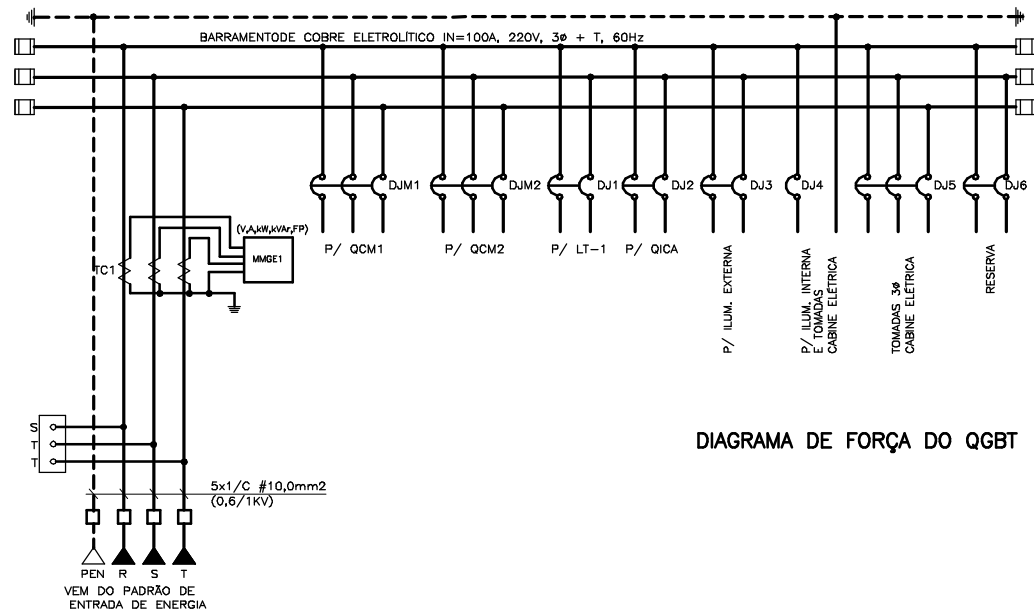 BARRAMENTODE COBRE ELETROLÍTICO IN=100A, 220V, 3ø + T, 60Hz
DJM1
DJM2
DJ1
DJ2
DJ3
DJ4
DJ5
DJ6
(V,A,kW,kVAr,FP)
MMGE1
TC1
P/ QCM1
P/ QCM2
P/ LT-1
P/ QICA
P/ ILUM. EXTERNA
P/ ILUM. INTERNA
E TOMADAS
CABINE ELÉTRICA
TOMADAS 3ø
CABINE ELÉTRICA
RESERVA
S
T
T
DIAGRAMA DE FORÇA DO QGBT
5x1/C #10,0mm2
(0,6/1KV)
PEN R S T
VEM DO PADRÃO DE
ENTRADA DE ENERGIA